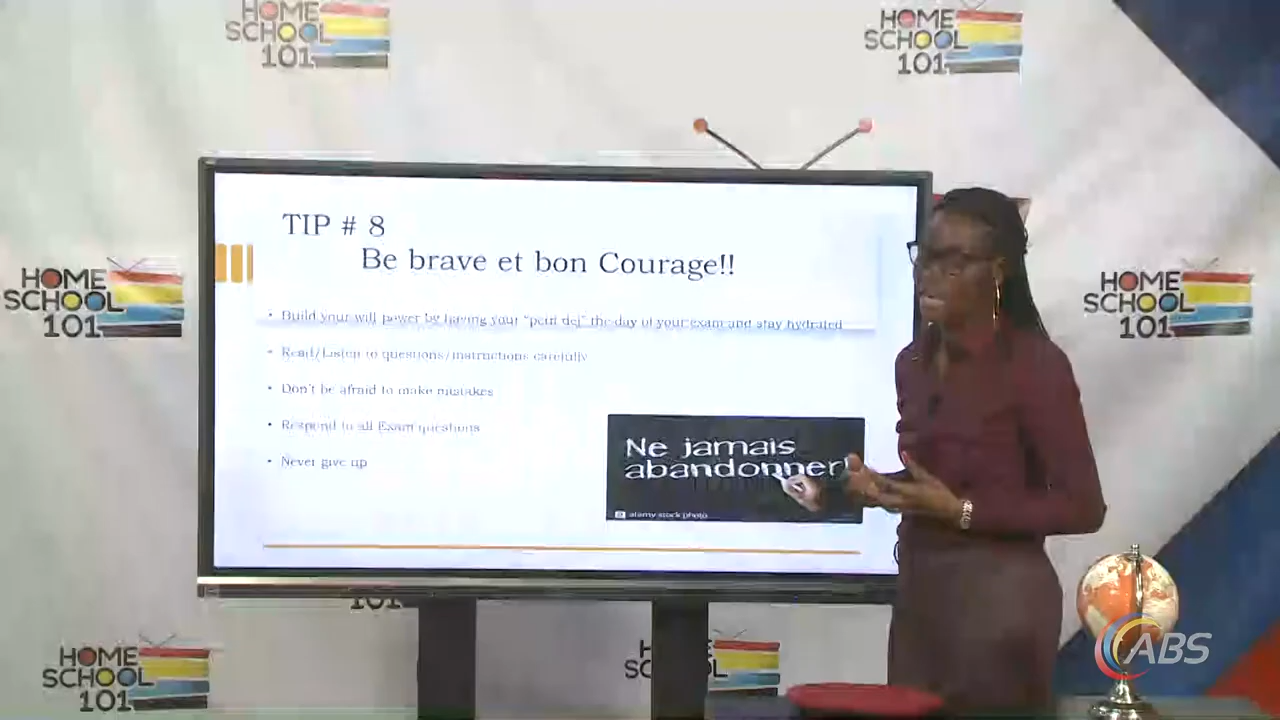 HOME
SCHOOL
101
HOME
SCHOOL
101
TIP # 8
Be brave et bon Courage!!
• Build your will power by having your "petit dej" the day of your exam and stay hydrated
• Read/Listen to questions/instructions carefully
• Don't be afraid to make mistakes
• Respond to all Exam questions
• Never give up
Ne jamais
abandonner!
alamy stock photo
HOME
SCHOOL
101
HOME
SCHOOL
101
101
HOME
SCHOOL
101
ABS